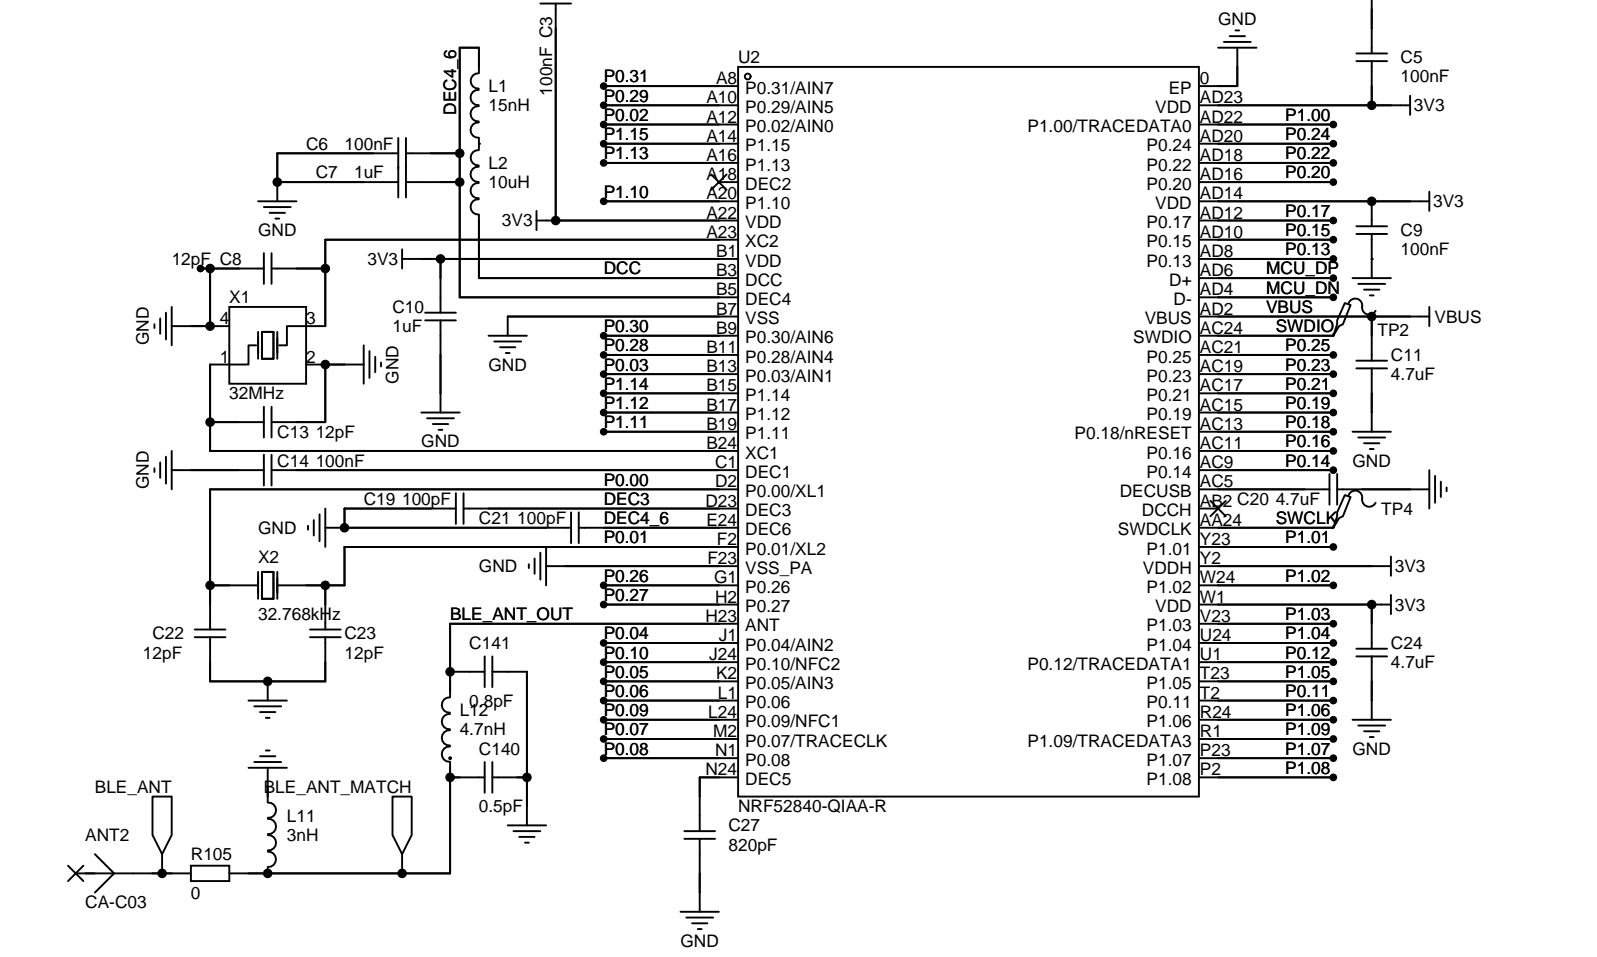 GND
C3
100nF
C5
100nF
3V3
DEC4_6
L1
15nH
L2
10uH
C6 100nF
C7 1uF
GND
3V3
12pF C8
X1
4 3
1 2
32MHz
GND
GND
C13 12pF
3V3
C10
1uF
GND
GND
GND
C14 100nF
U2
P0.31 A8 P0.31/AIN7
P0.29 A10 P0.29/AIN5
P0.02 A12 P0.02/AIN0
P1.15 A14 P1.15
P1.13 A16 P1.13
A18 DEC2
P1.10 A20 P1.10
A22 VDD
A23 XC2
B1 VDD
DCC B3 DCC
B5 DEC4
B7 VSS
P0.30 B9 P0.30/AIN6
P0.28 B11 P0.28/AIN4
P0.03 B13 P0.03/AIN1
P1.14 B15 P1.14
P1.12 B17 P1.12
P1.11 B19 P1.11
B24 XC1
C1 DEC1
P0.00 D2 P0.00/XL1
C19 100pF DEC3 D23 DEC3
GND C21 100pF DEC4_6 E24 DEC6
P0.01 F2 P0.01/XL2
GND F23 VSS_PA
P0.26 G1 P0.26
P0.27 H2 P0.27
BLE_ANT_OUT H23 ANT
P0.04 J1 P0.04/AIN2
P0.10 J24 P0.10/NFC2
P0.05 K2 P0.05/AIN3
P0.06 L1 P0.06
P0.09 L24 P0.09/NFC1
P0.07 M2 P0.07/TRACECLK
P0.08 N1 P0.08
N24 DEC5
EP 0
VDD AD23
P1.00/TRACEDATA0 AD22 P1.00
P0.24 AD20 P0.24
P0.22 AD18 P0.22
P0.20 AD16 P0.20
VDD AD14 3V3
P0.17 AD12 P0.17
P0.15 AD10 P0.15
P0.13 AD8 P0.13
D+ AD6 MCU_DP
D- AD4 MCU_DN
VBUS AD2 VBUS VBUS
SWDIO AC24 SWDIO TP2
P0.25 AC21 P0.25
P0.23 AC19 P0.23
P0.21 AC17 P0.21
P0.19 AC15 P0.19
P0.18/nRESET AC13 P0.18
P0.16 AC11 P0.16
P0.14 AC9 P0.14
DECUSB AC5
DCCH AB2 C20 4.7uF TP4
SWDCLK AA24 SWCLK
P1.01 Y23 P1.01
VDDH Y2 3V3
P1.02 W24 P1.02
VDD W1 3V3
P1.03 V23 P1.03
P1.04 U24 P1.04
P0.12/TRACEDATA1 U1 P0.12
P1.05 T23 P1.05
P0.11 T2 P0.11
P1.06 R24 P1.06
P1.09/TRACEDATA3 R1 P1.09
P1.07 P23 P1.07
P1.08 P2 P1.08
NRF52840-QIAA-R
C9
100nF
C11
4.7uF
GND
C24
4.7uF
GND
X2
32.768kHz
C22
12pF
C23
12pF
C141
0.8pF
L12
4.7nH
C140
0.5pF
BLE_ANT
BLE_ANT_MATCH
L11
3nH
ANT2
R105
0
CA-C03
C27
820pF
GND